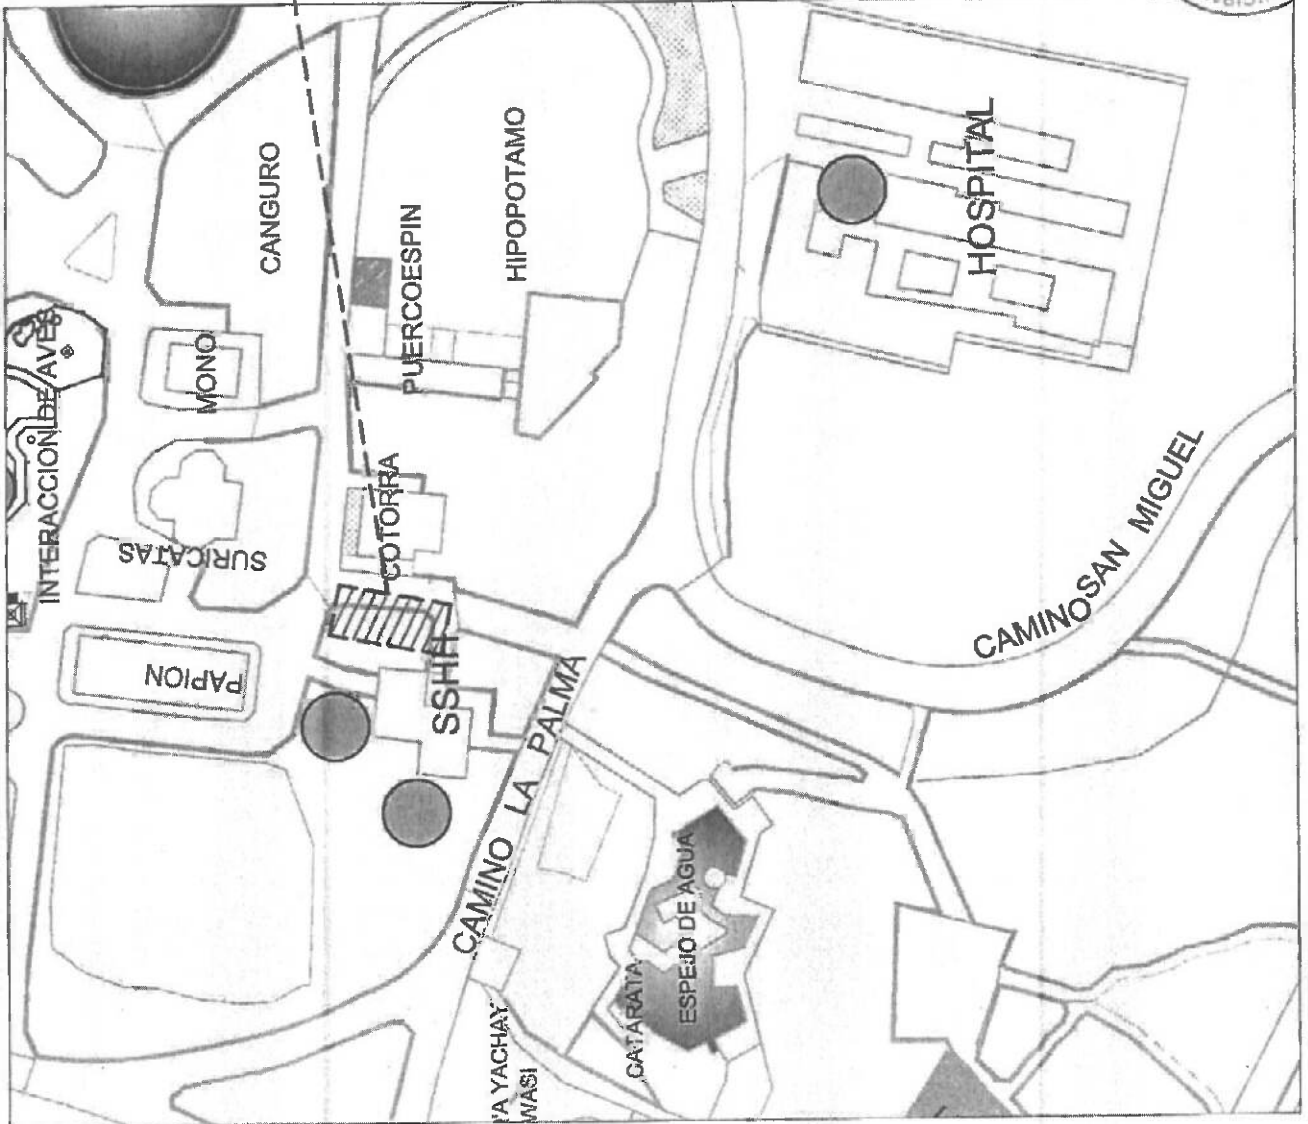 CANGURO
HIPOPOTAMO
HOSPITAL
PUERCOESPIN
MONO
INTERACCION DE AVES
COTORRA
SURICATAS
CAMINO SAN MIGUEL
SSHH
PAPION
CAMINO LA PALMA
ESPEJO DE AGUA
CATARATA
YACHAY
WASI